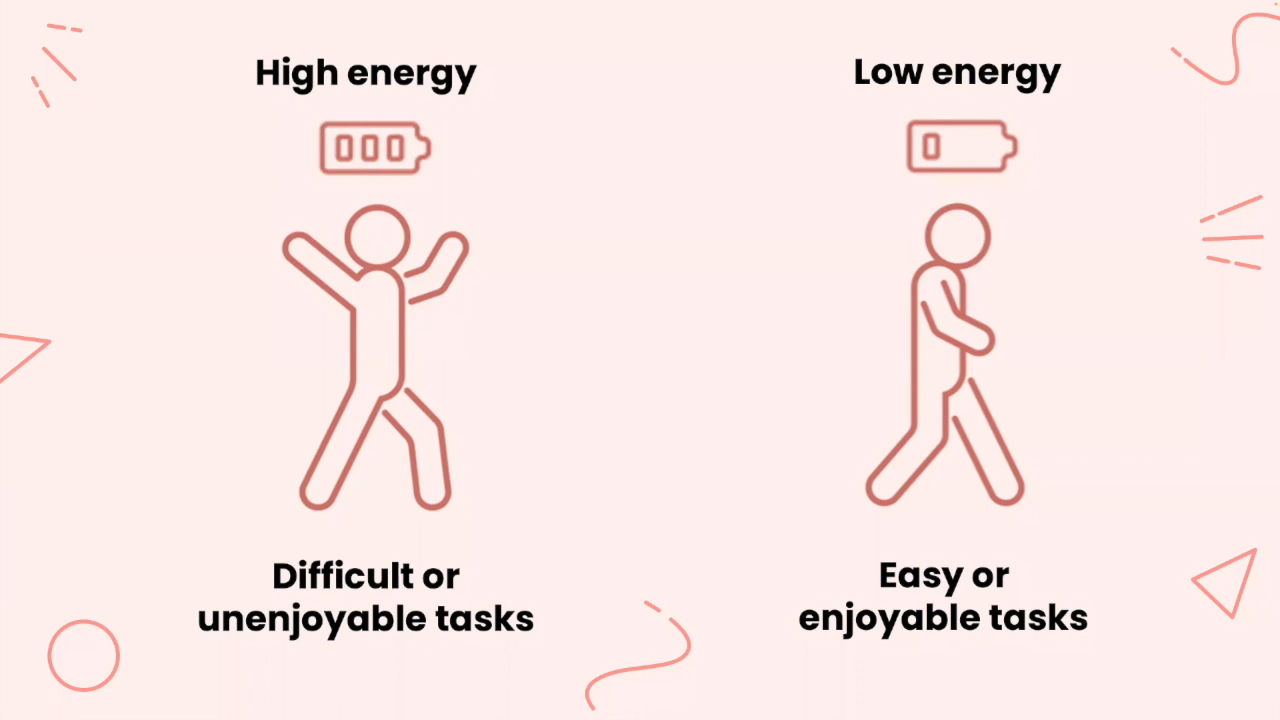 High energy
Low energy
Difficult or
unenjoyable tasks
Easy or
enjoyable tasks